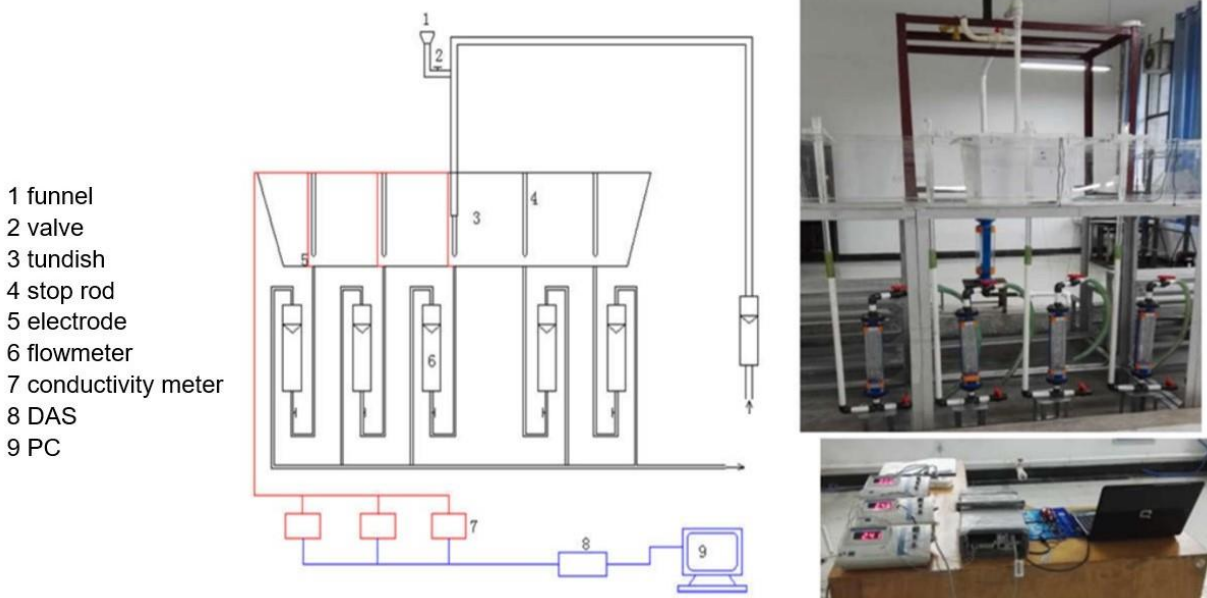 1 funnel
2 valve
3 tundish
4 stop rod
5 electrode
6 flowmeter
7 conductivity meter
8 DAS
9 PC
1
2
3
4
5
6
7
8
9